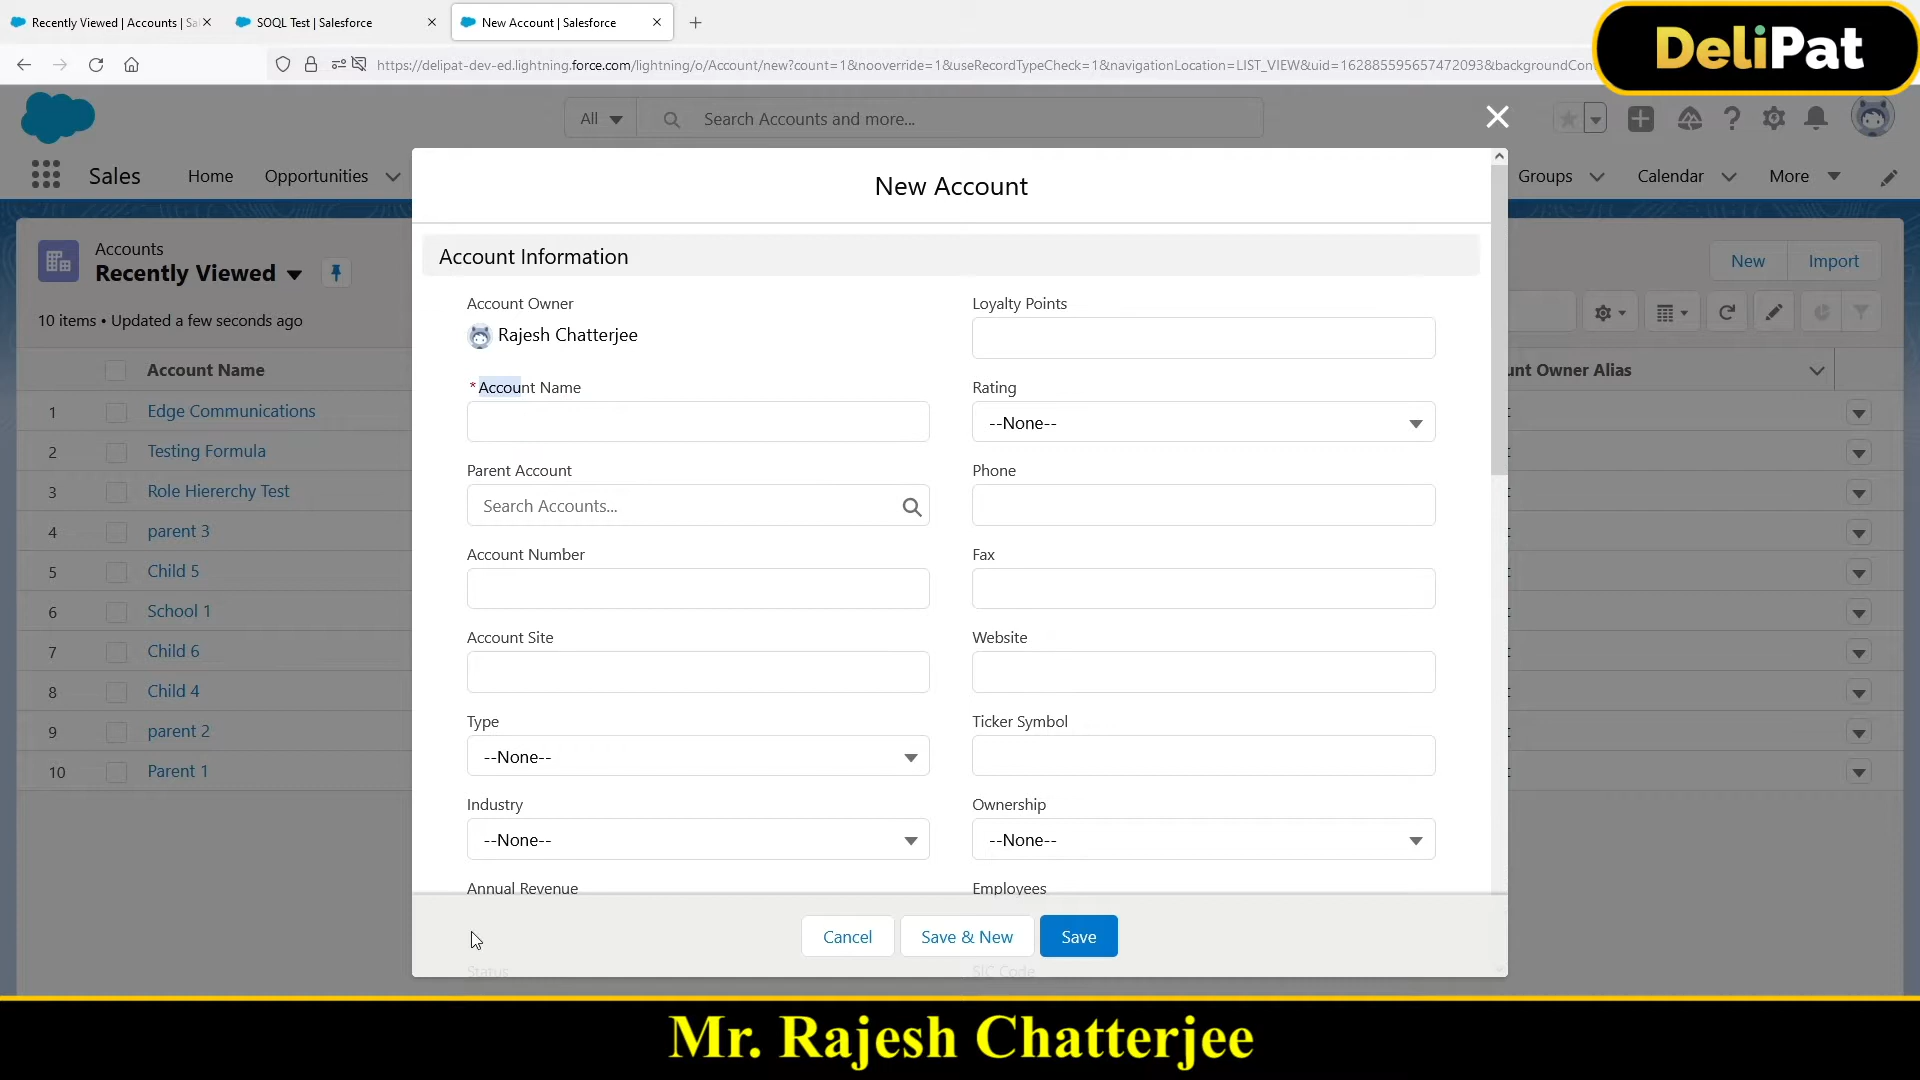 Recently Viewed | Accounts | Sa
SOQL Test | Salesforce
New Account | Salesforce
DeliPat
https://delipat-dev-ed.lightning.force.com/lightning/o/Account/new?count=1&nooverride=1&useRecordTypeCheck=1&navigationLocation=LIST_VIEW&uid=162885595657472093&backgroundCon
All
Search Accounts and more...
Sales
Home
Opportunities
Groups
Calendar
More
New Account
Accounts
Recently Viewed
New
Import
10 items • Updated a few seconds ago
Account Name
unt Owner Alias
1 Edge Communications
2 Testing Formula
3 Role Hiererchy Test
4 parent 3
5 Child 5
6 School 1
7 Child 6
8 Child 4
9 parent 2
10 Parent 1
Account Information
Account Owner
Rajesh Chatterjee
Loyalty Points
*Account Name
Rating
--None--
Parent Account
Search Accounts...
Phone
Account Number
Fax
Account Site
Website
Type
--None--
Ticker Symbol
Industry
--None--
Ownership
--None--
Annual Revenue
Employees
Cancel
Save & New
Save
Status
SIC Code
Mr. Rajesh Chatterjee